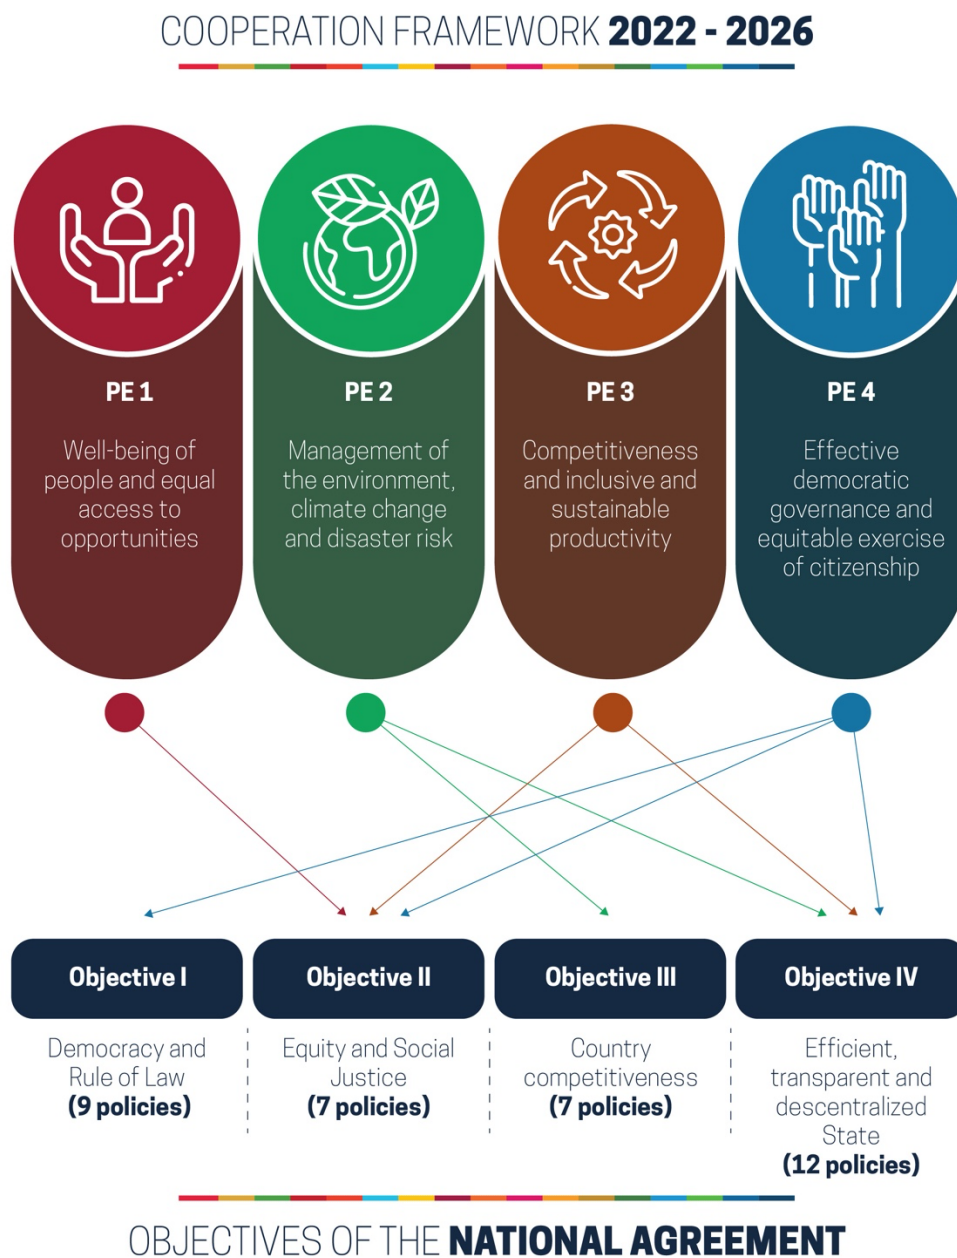 COOPERATION FRAMEWORK 2022 - 2026
PE 1
Well-being of
people and equal
access to
opportunities
PE 2
Management of
the environment,
climate change
and disaster risk
PE 3
Competitiveness
and inclusive and
sustainable
productivity
PE 4
Effective
democratic
governance and
equitable exercise
of citizenship
Objective I
Democracy and
Rule of Law
(9 policies)
Objective II
Equity and Social
Justice
(7 policies)
Objective III
Country
competitiveness
(7 policies)
Objective IV
Efficient,
transparent and
descentralized
State
(12 policies)
OBJECTIVES OF THE NATIONAL AGREEMENT